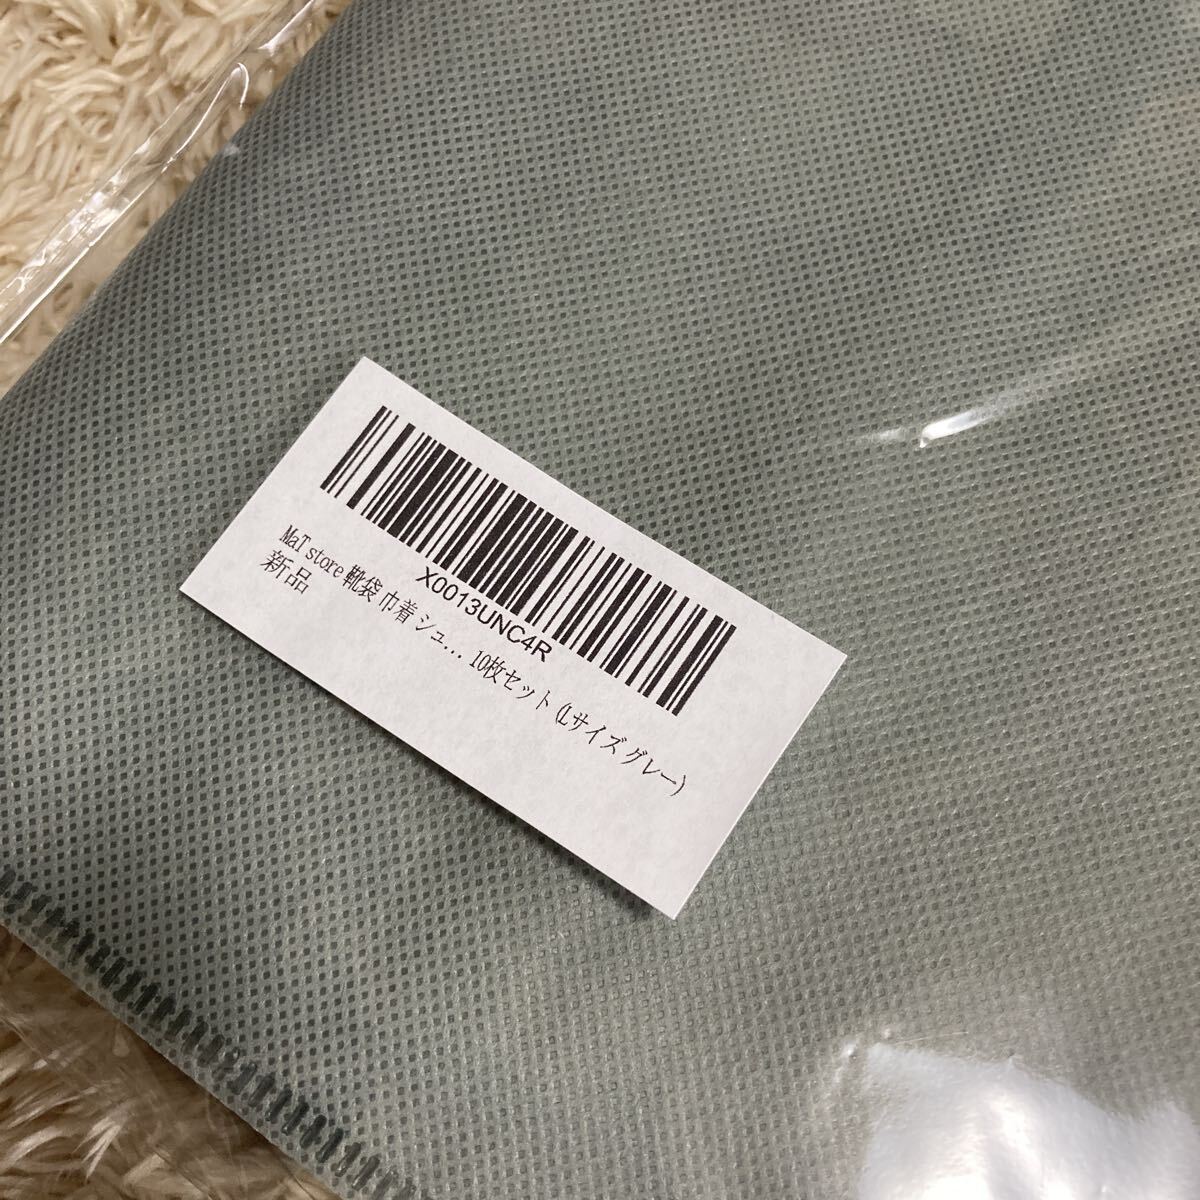 X0013UNC4R
MaT store 靴袋 巾着 シュ... 10枚セット (Lサイズ グレー)
新品